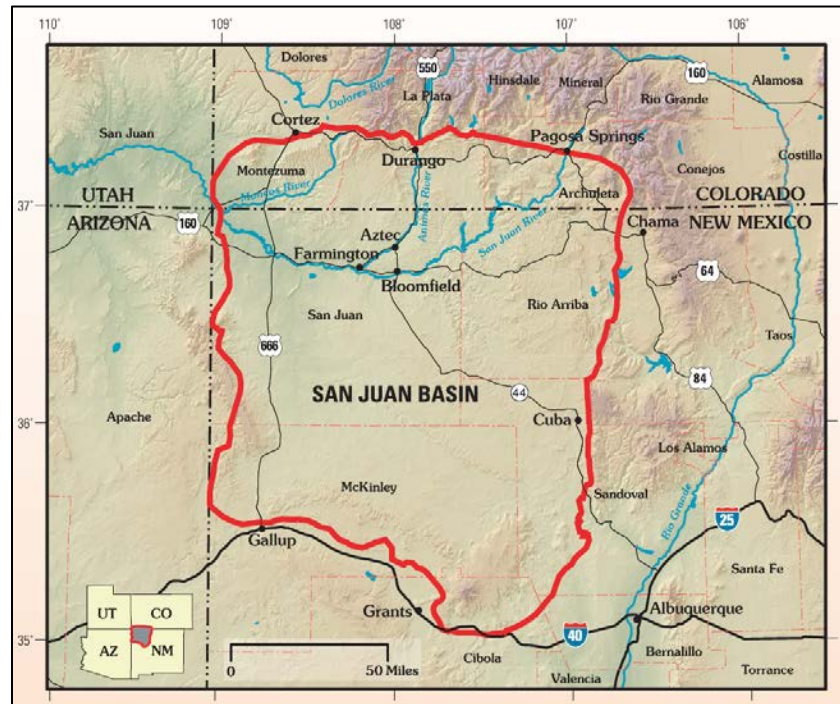 110°
109°
108°
107°
106°
Dolores
550
Hinsdale
Mineral
160
Alamosa
La Plata
Rio Grande
Dolores River
San Juan
Cortez
Pagosa Springs
Costilla
Durango
Conejos
Montezuma
Mancos River
Archuleta
UTAH
COLORADO
37°
ARIZONA
NEW MEXICO
160
Animas River
Chama
Aztec
San Juan River
Farmington
Bloomfield
64
San Juan
Rio Arriba
Taos
666
SAN JUAN BASIN
44
84
Apache
36°
Cuba
Los Alamos
McKinley
Sandoval
Rio Grande
25
Gallup
Santa Fe
UT
CO
Grants
Albuquerque
40
35°
AZ
NM
0
50 Miles
Cibola
Bernalillo
Valencia
Torrance